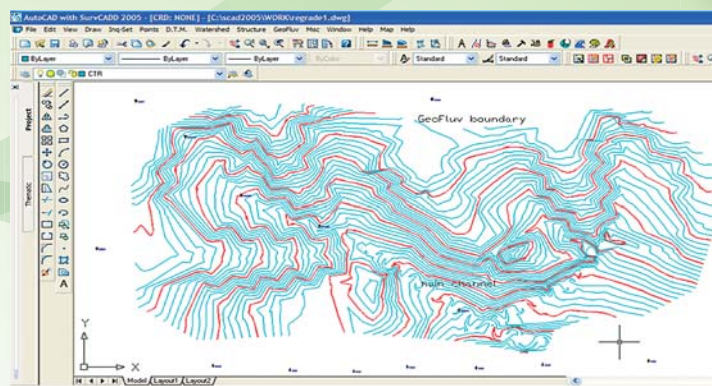 AutoCAD with SurvCADD 2005 - [CRD: NONE] - [C:\scad2005\WORK\regrade1.dwg]
File Edit View Draw Inq-Set Points D.T.M. Watershed Structure GeoFluv Misc Window Help Map Help
ByLayer ByLayer ByLayer ByColor Standard Standard
CTR
Project
Thematic
GeoFluv boundary
main channel
Y
X
Model Layout1 Layout2